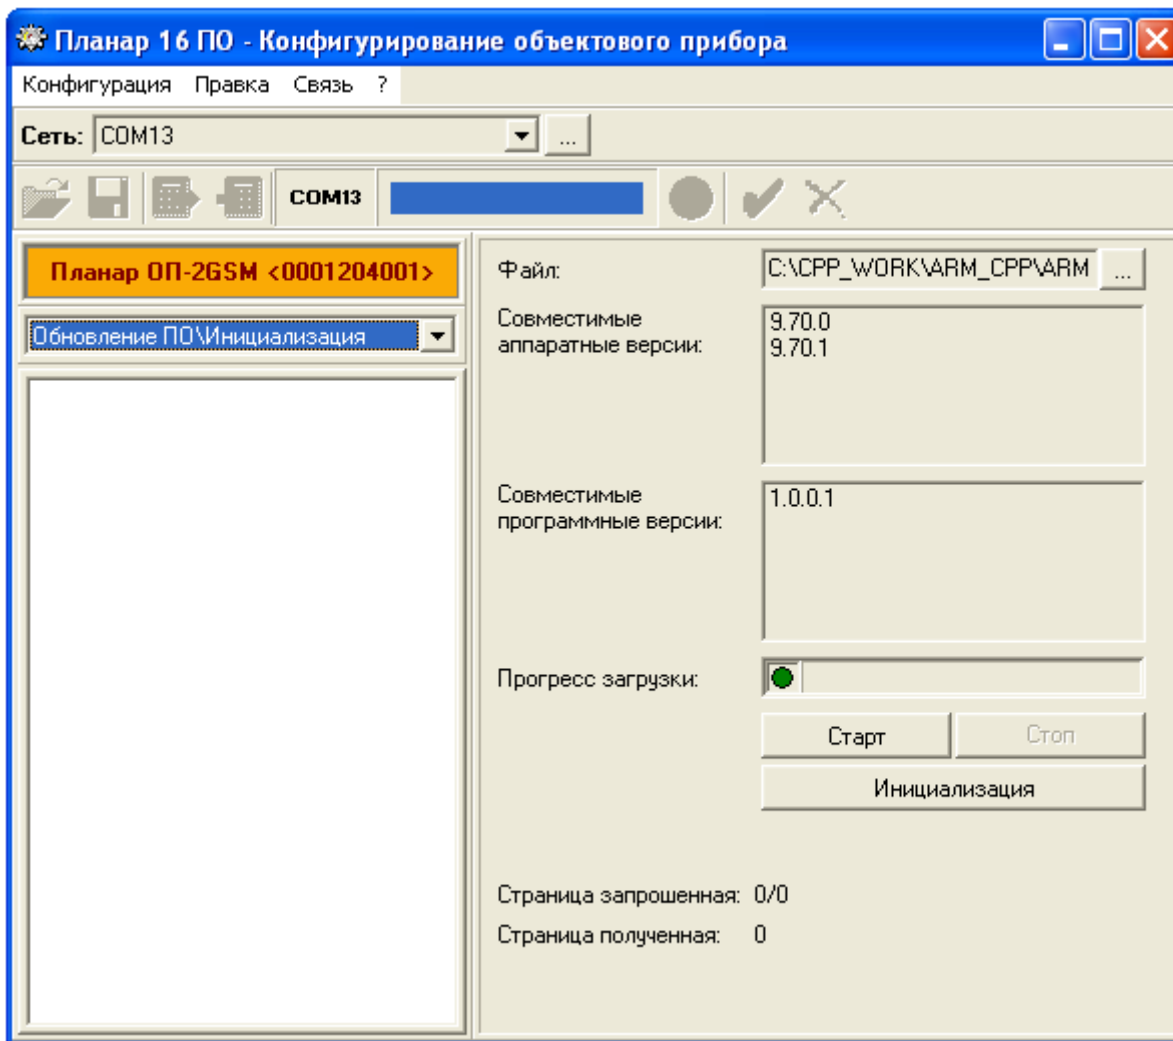 Планар 16 ПО - Конфигурирование объектового прибора
Конфигурация Правка Связь ?
Сеть: COM13 ...
COM13
Планар ОП-2GSM <0001204001>
Обновление ПО\Инициализация
Файл: C:\CPP_WORK\ARM_CPP\ARM ...
Совместимые
аппаратные версии:
9.70.0
9.70.1
Совместимые
программные версии:
1.0.0.1
Прогресс загрузки:
Старт Стоп
Инициализация
Страница запрошенная: 0/0
Страница полученная: 0